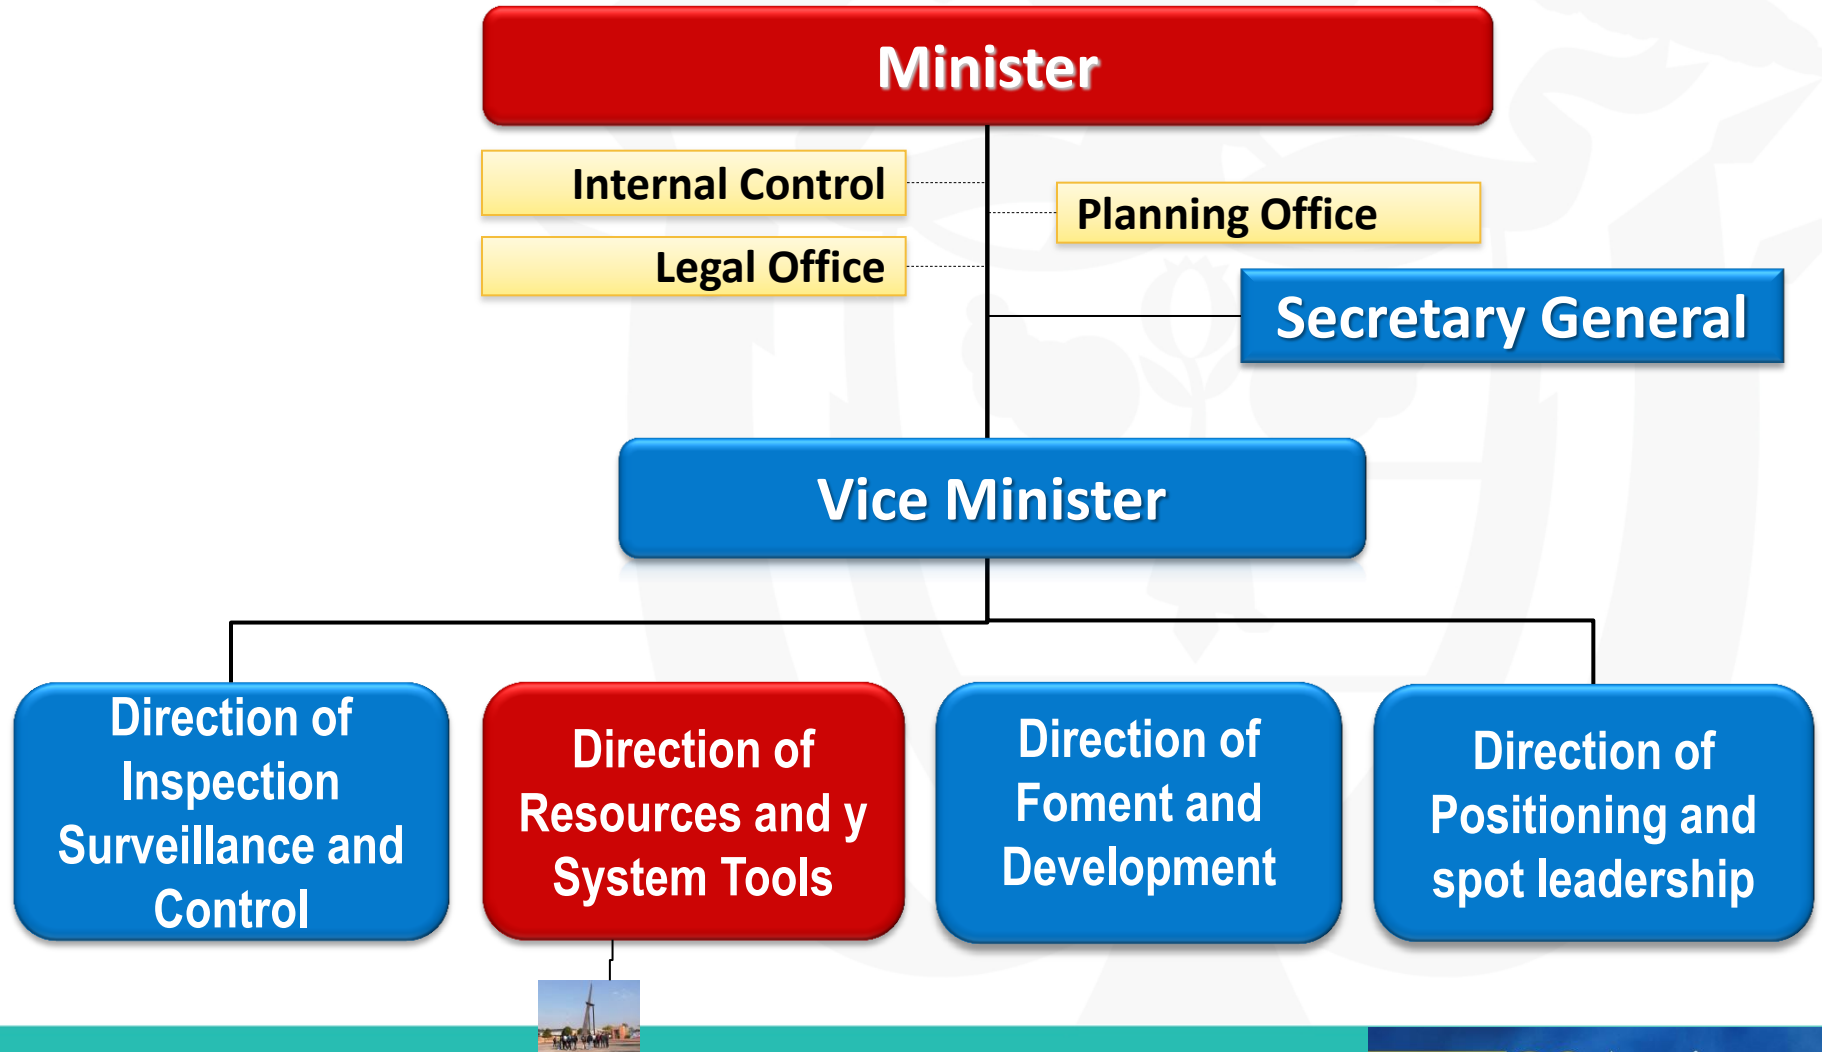 Minister
Internal Control
Planning Office
Legal Office
Secretary General
Vice Minister
Direction of
Inspection
Surveillance and
Control
Direction of
Resources and y
System Tools
Direction of
Foment and
Development
Direction of
Positioning and
spot leadership